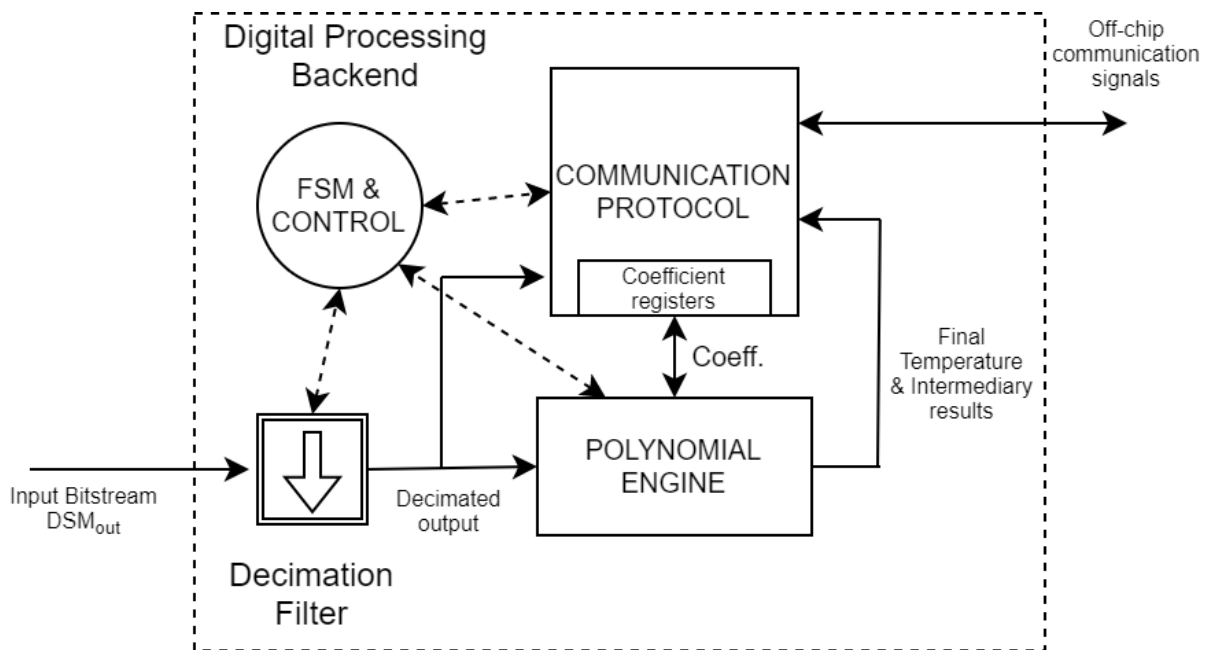 Digital Processing
Backend
Off-chip
communication
signals
FSM &
CONTROL
COMMUNICATION
PROTOCOL
Coefficient
registers
Coeff.
Final
Temperature
& Intermediary
results
POLYNOMIAL
ENGINE
Input Bitstream
DSMout
Decimated
output
Decimation
Filter